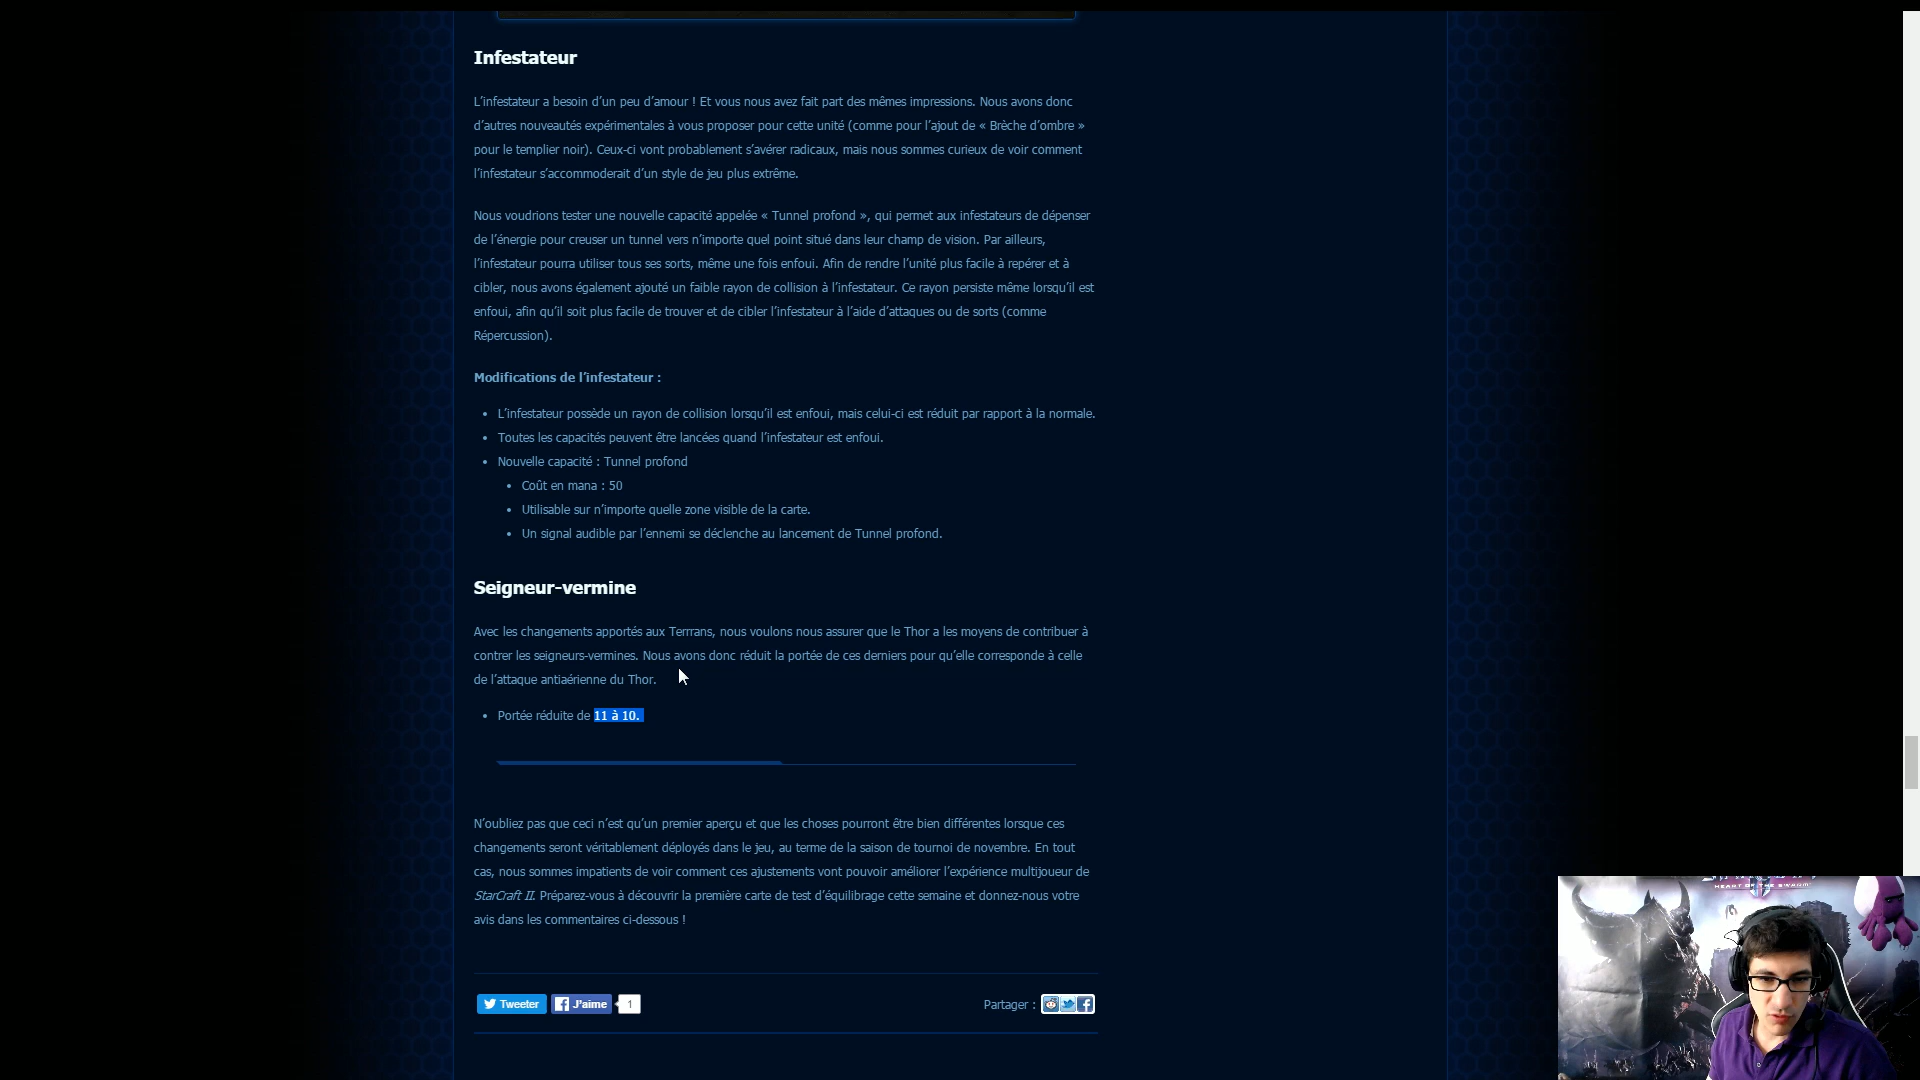 Infestateur
L’infestateur a besoin d’un peu d’amour ! Et vous nous avez fait part des mêmes impressions. Nous avons donc
d’autres nouveautés expérimentales à vous proposer pour cette unité (comme pour l’ajout de « Brèche d’ombre »
pour le templier noir). Ceux-ci vont probablement s’avérer radicaux, mais nous sommes curieux de voir comment
l’infestateur s’accommoderait d’un style de jeu plus extrême.
Nous voudrions tester une nouvelle capacité appelée « Tunnel profond », qui permet aux infestateurs de dépenser
de l’énergie pour creuser un tunnel vers n’importe quel point situé dans leur champ de vision. Par ailleurs,
l’infestateur pourra utiliser tous ses sorts, même une fois enfoui. Afin de rendre l’unité plus facile à repérer et à
cibler, nous avons également ajouté un faible rayon de collision à l’infestateur. Ce rayon persiste même lorsqu’il est
enfoui, afin qu’il soit plus facile de trouver et de cibler l’infestateur à l’aide d’attaques ou de sorts (comme
Répercussion).
Modifications de l’infestateur :
• L’infestateur possède un rayon de collision lorsqu’il est enfoui, mais celui-ci est réduit par rapport à la normale.
• Toutes les capacités peuvent être lancées quand l’infestateur est enfoui.
• Nouvelle capacité : Tunnel profond
• Coût en mana : 50
• Utilisable sur n’importe quelle zone visible de la carte.
• Un signal audible par l’ennemi se déclenche au lancement de Tunnel profond.
Seigneur-vermine
Avec les changements apportés aux Terrrans, nous voulons nous assurer que le Thor a les moyens de contribuer à
contrer les seigneurs-vermines. Nous avons donc réduit la portée de ces derniers pour qu’elle corresponde à celle
de l’attaque antiaérienne du Thor.
• Portée réduite de 11 à 10.
N’oubliez pas que ceci n’est qu’un premier aperçu et que les choses pourront être bien différentes lorsque ces
changements seront véritablement déployés dans le jeu, au terme de la saison de tournoi de novembre. En tout
cas, nous sommes impatients de voir comment ces ajustements vont pouvoir améliorer l’expérience multijoueur de
StarCraft II. Préparez-vous à découvrir la première carte de test d’équilibrage cette semaine et donnez-nous votre
avis dans les commentaires ci-dessous !
Tweeter J’aime 1 Partager :
HEART OF THE SWARM